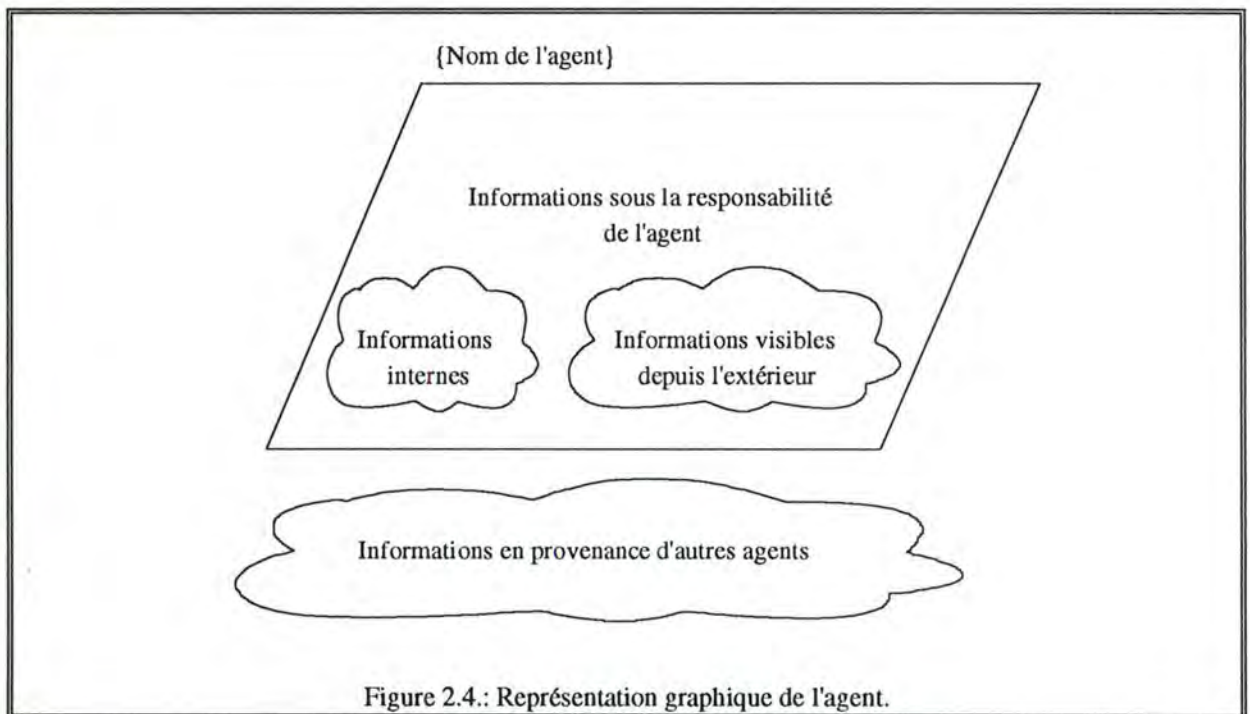 {Nom de l'agent}
Informations sous la responsabilité
de l'agent
Informations
internes
Informations visibles
depuis l'extérieur
Informations en provenance d'autres agents
Figure 2.4.: Représentation graphique de l'agent.